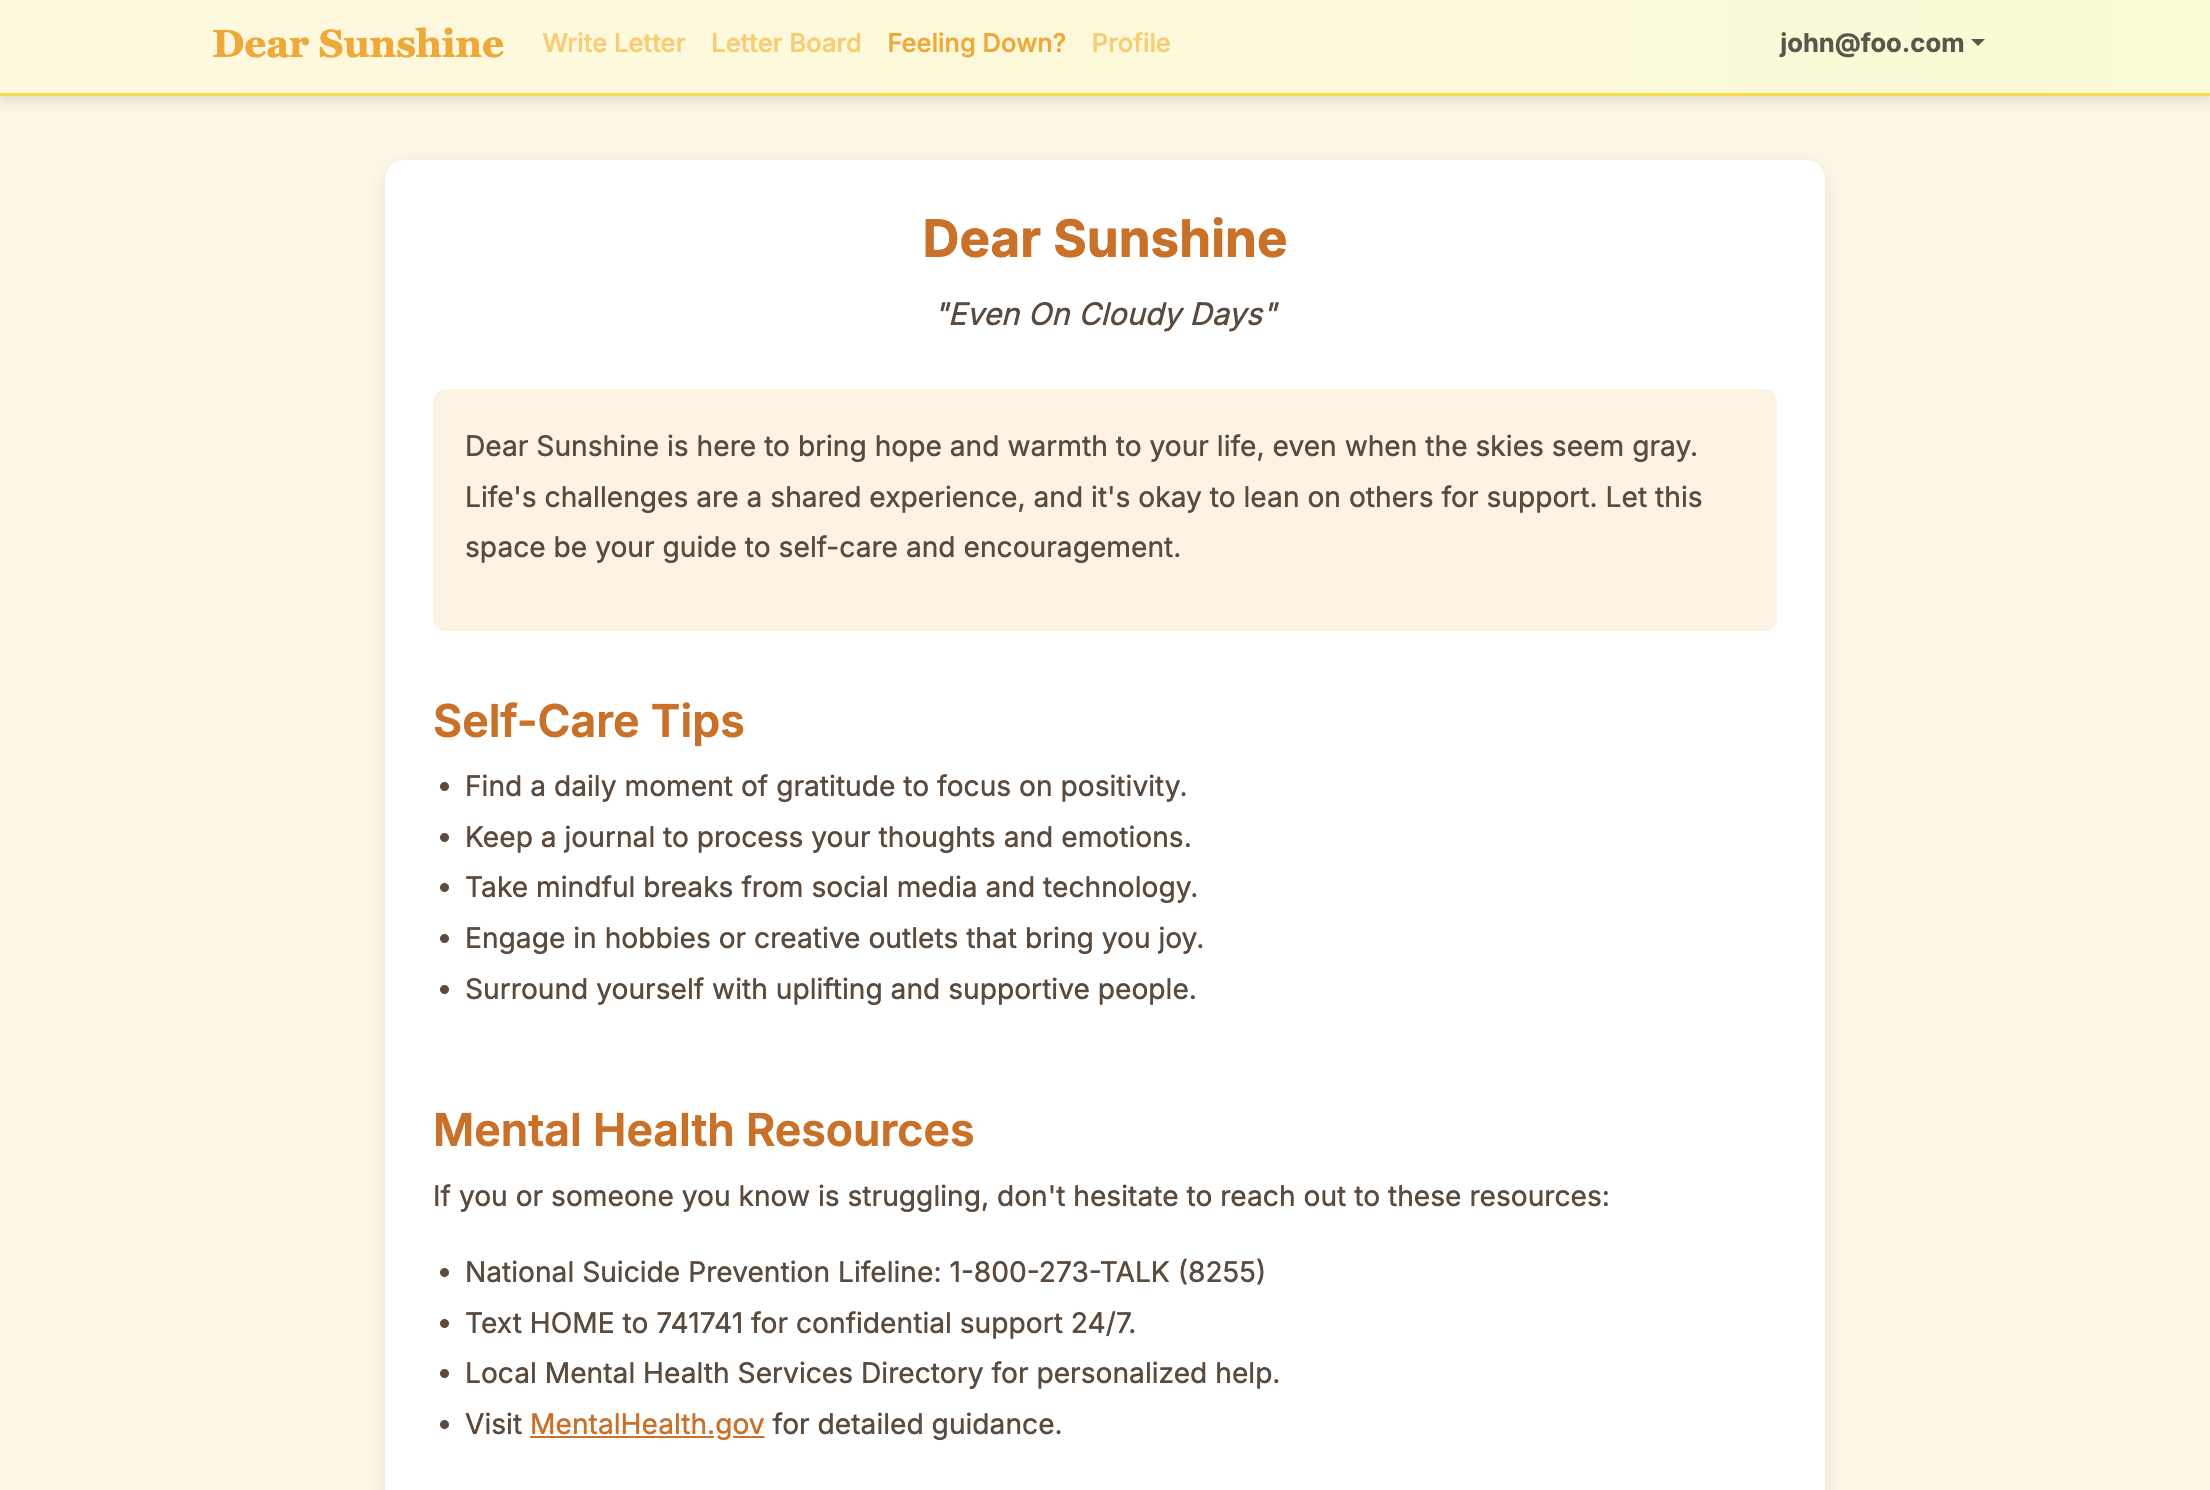 Dear Sunshine Write Letter Letter Board Feeling Down? Profile john@foo.com
Dear Sunshine
"Even On Cloudy Days"
Dear Sunshine is here to bring hope and warmth to your life, even when the skies seem gray.
Life's challenges are a shared experience, and it's okay to lean on others for support. Let this
space be your guide to self-care and encouragement.
Self-Care Tips
• Find a daily moment of gratitude to focus on positivity.
• Keep a journal to process your thoughts and emotions.
• Take mindful breaks from social media and technology.
• Engage in hobbies or creative outlets that bring you joy.
• Surround yourself with uplifting and supportive people.
Mental Health Resources
If you or someone you know is struggling, don't hesitate to reach out to these resources:
• National Suicide Prevention Lifeline: 1-800-273-TALK (8255)
• Text HOME to 741741 for confidential support 24/7.
• Local Mental Health Services Directory for personalized help.
• Visit MentalHealth.gov for detailed guidance.